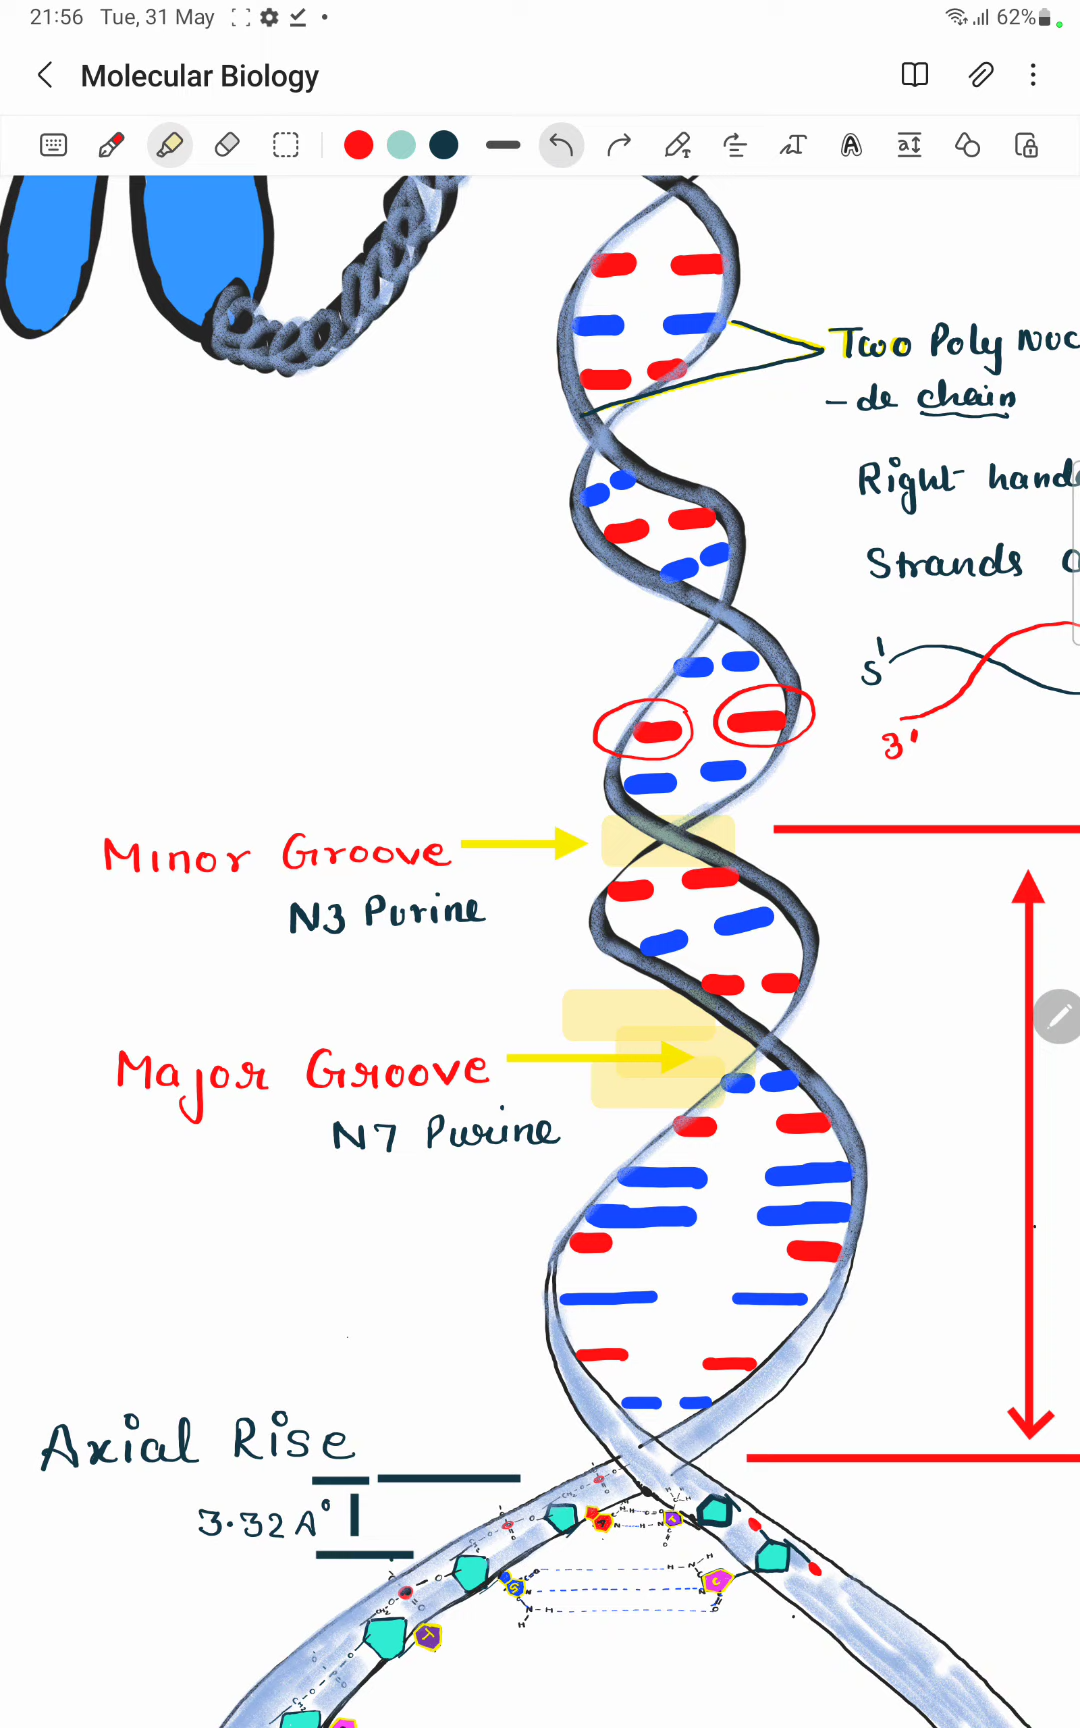 21:56 Tue, 31 May
62%
Molecular Biology
Two Poly Nuc
- de chain
Right hand
Strands
5'
3'
Minor Groove
N3 Purine
Major Groove
N7 Purine
Axial Rise
3.32 A°
A
T
G
C
T